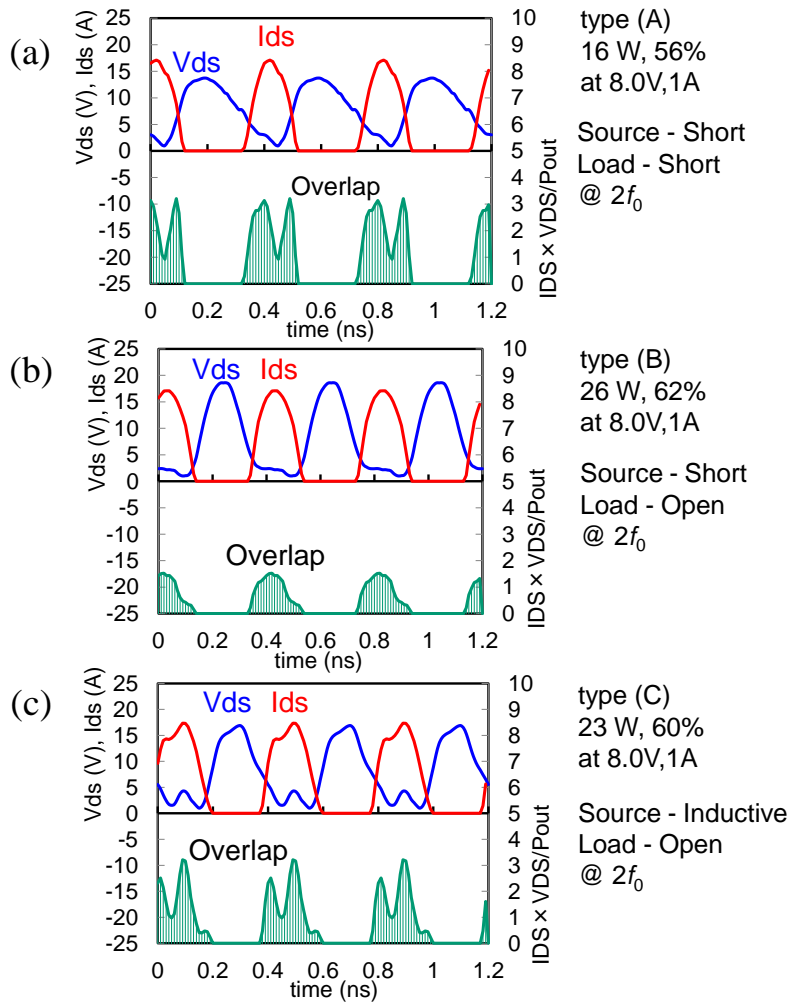 (a)
Vds (V), Ids (A)
25
20
15
10
5
0
-5
-10
-15
-20
-25
Vds
Ids
Overlap
10
9
8
7
6
5
4
3
2
1
0
IDS × VDS/Pout
0 0.2 0.4 0.6 0.8 1 1.2
time (ns)
type (A)
16 W, 56%
at 8.0V,1A
Source - Short
Load - Short
@ 2f0
(b)
Vds (V), Ids (A)
25
20
15
10
5
0
-5
-10
-15
-20
-25
Vds
Ids
Overlap
10
9
8
7
6
5
4
3
2
1
0
IDS × VDS/Pout
0 0.2 0.4 0.6 0.8 1 1.2
time (ns)
type (B)
26 W, 62%
at 8.0V,1A
Source - Short
Load - Open
@ 2f0
(c)
Vds (V), Ids (A)
25
20
15
10
5
0
-5
-10
-15
-20
-25
Vds
Ids
Overlap
10
9
8
7
6
5
4
3
2
1
0
IDS × VDS/Pout
0 0.2 0.4 0.6 0.8 1 1.2
time (ns)
type (C)
23 W, 60%
at 8.0V,1A
Source - Inductive
Load - Open
@ 2f0